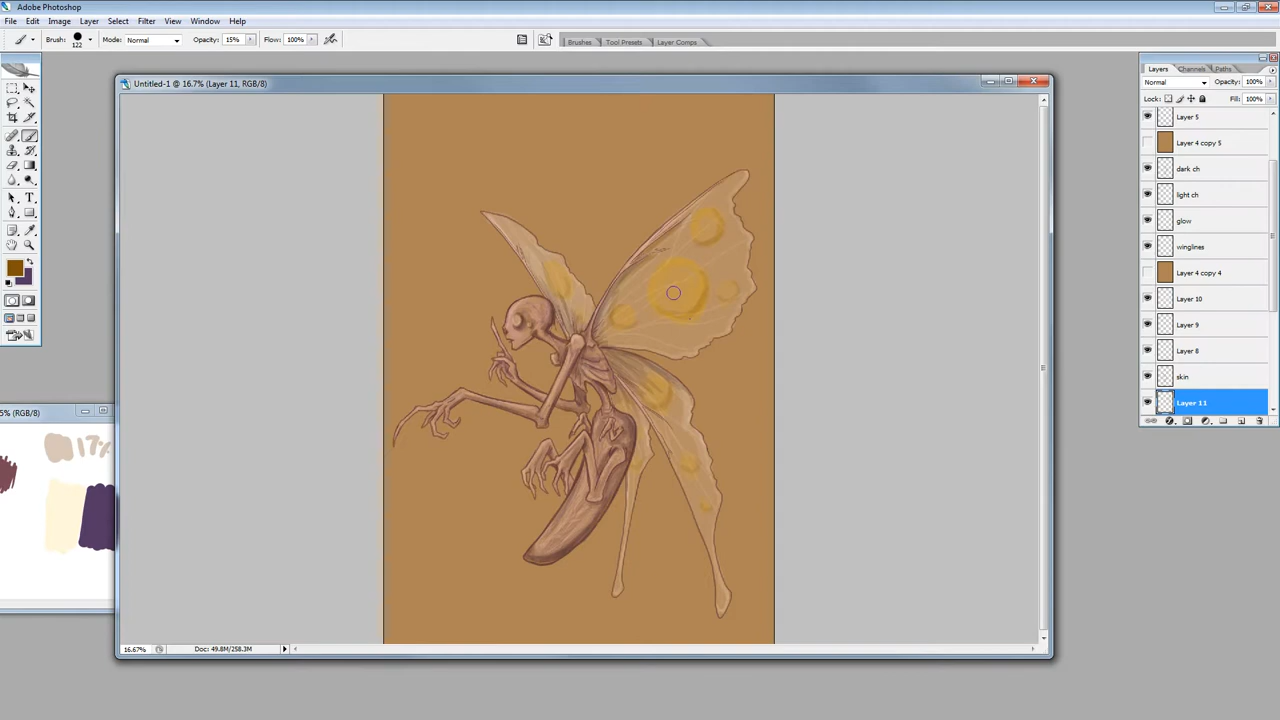 Adobe Photoshop
File Edit Image Layer Select Filter View Window Help
Brush: 122 Mode: Normal Opacity: 15% Flow: 100%
Brushes Tool Presets Layer Comps
Untitled-1 @ 16.7% (Layer 11, RGB/8)
Layers Channels Paths
Normal Opacity: 100%
Lock: Fill: 100%
Layer 5
Layer 4 copy 5
dark ch
light ch
glow
winglines
Layer 4 copy 4
Layer 10
Layer 9
Layer 8
skin
Layer 11
5% (RGB/8)
16.67% Doc: 49.8M/258.3M